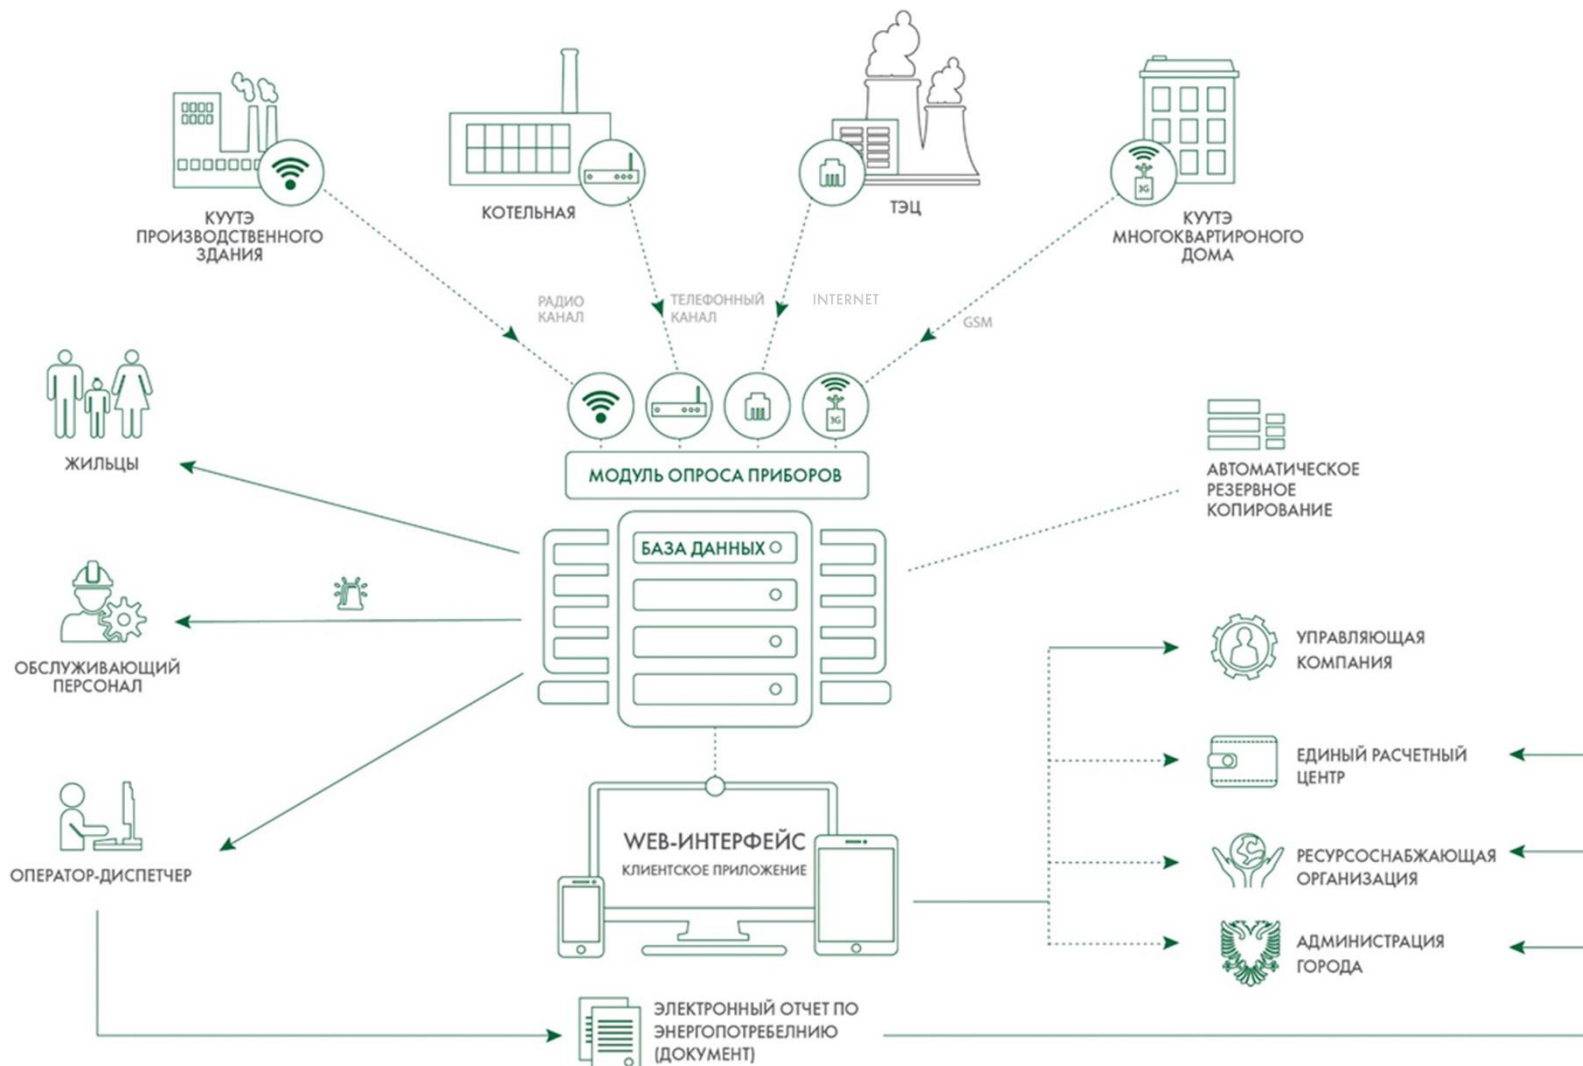 КУУТЭ
ПРОИЗВОДСТВЕННОГО
ЗДАНИЯ
КОТЕЛЬНАЯ
ТЭЦ
3G
КУУТЭ
МНОГОКВАРТИРОНОГО
ДОМА
РАДИО
КАНАЛ
ТЕЛЕФОННЫЙ
КАНАЛ
INTERNET
GSM
3G
МОДУЛЬ ОПРОСА ПРИБОРОВ
БАЗА ДАННЫХ
ЖИЛЬЦЫ
АВТОМАТИЧЕСКОЕ
РЕЗЕРВНОЕ
КОПИРОВАНИЕ
ОБСЛУЖИВАЮЩИЙ
ПЕРСОНАЛ
ОПЕРАТОР-ДИСПЕТЧЕР
WEB-ИНТЕРФЕЙС
КЛИЕНТСКОЕ ПРИЛОЖЕНИЕ
УПРАВЛЯЮЩАЯ
КОМПАНИЯ
ЕДИНЫЙ РАСЧЕТНЫЙ
ЦЕНТР
РЕСУРСОСНАБЖАЮЩАЯ
ОРГАНИЗАЦИЯ
АДМИНИСТРАЦИЯ
ГОРОДА
ЭЛЕКТРОННЫЙ ОТЧЕТ ПО
ЭНЕРГОПОТРЕБЕЛНИЮ
(ДОКУМЕНТ)